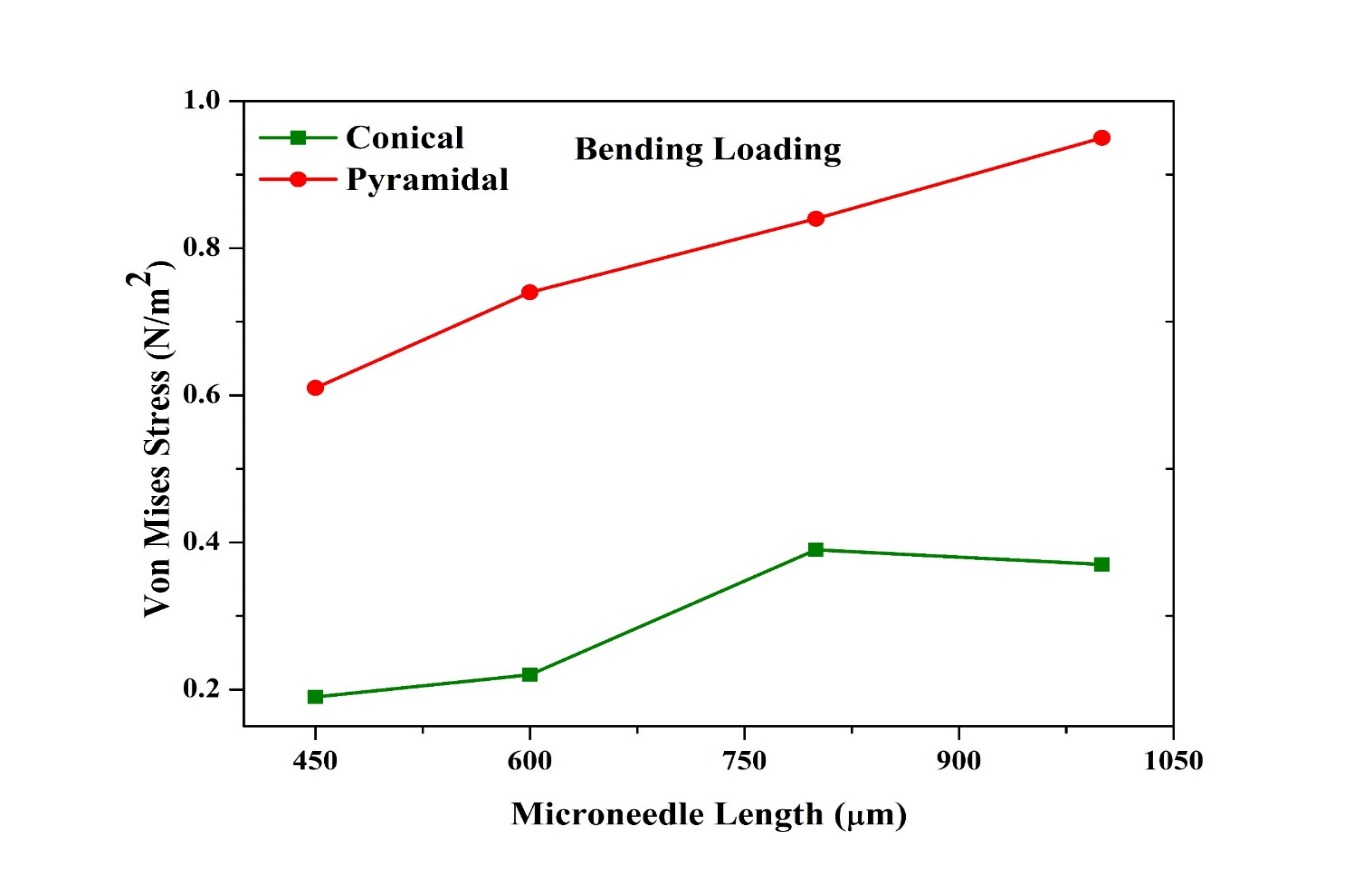 1.0
Conical
Bending Loading
Pyramidal
0.8
0.6
0.4
0.2
Von Mises Stress (N/m²)
450 600 750 900 1050
Microneedle Length (μm)